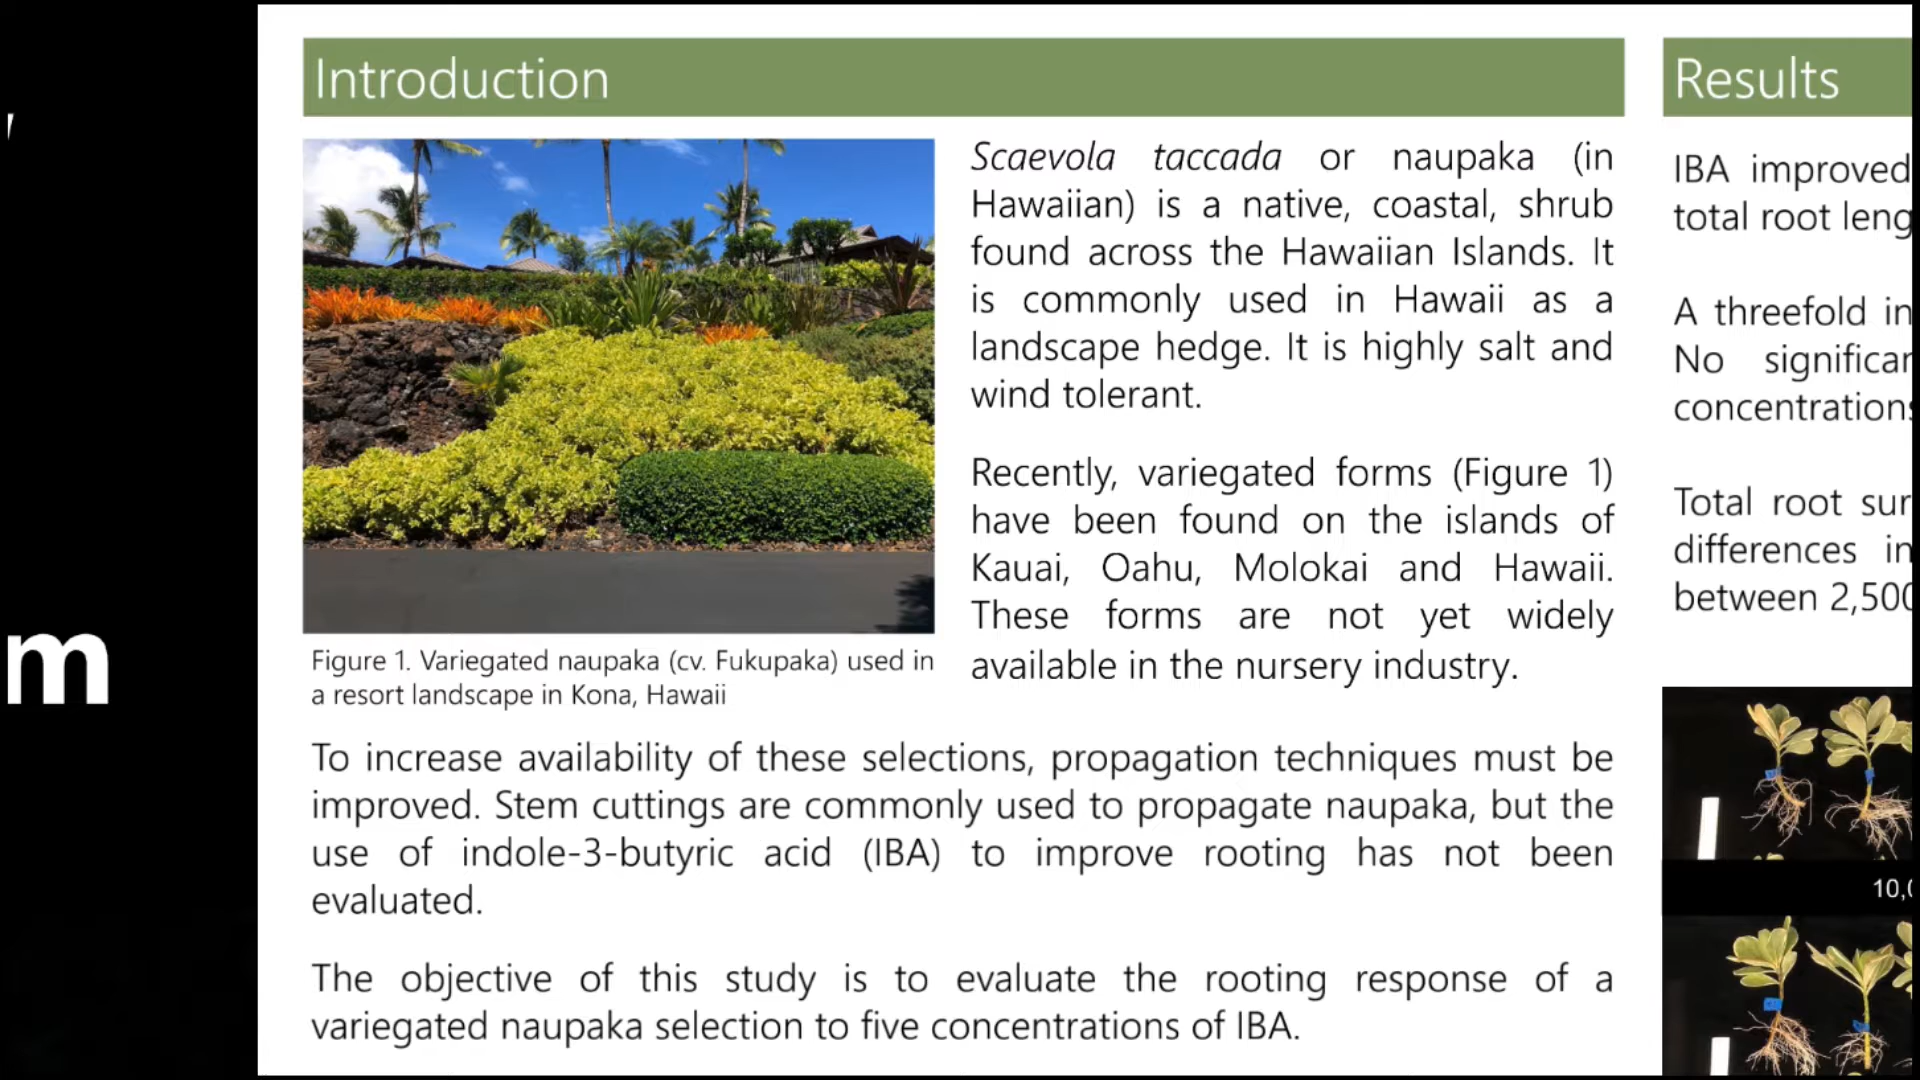 m
Introduction
Scaevola taccada or naupaka (in
Hawaiian) is a native, coastal, shrub
found across the Hawaiian Islands. It
is commonly used in Hawaii as a
landscape hedge. It is highly salt and
wind tolerant.
Recently, variegated forms (Figure 1)
have been found on the islands of
Kauai, Oahu, Molokai and Hawaii.
These forms are not yet widely
available in the nursery industry.
Figure 1. Variegated naupaka (cv. Fukupaka) used in
a resort landscape in Kona, Hawaii
To increase availability of these selections, propagation techniques must be
improved. Stem cuttings are commonly used to propagate naupaka, but the
use of indole-3-butyric acid (IBA) to improve rooting has not been
evaluated.
The objective of this study is to evaluate the rooting response of a
variegated naupaka selection to five concentrations of IBA.
Results
IBA improved
total root leng
A threefold in
No significan
concentrations
Total root sur
differences in
between 2,500
10,0